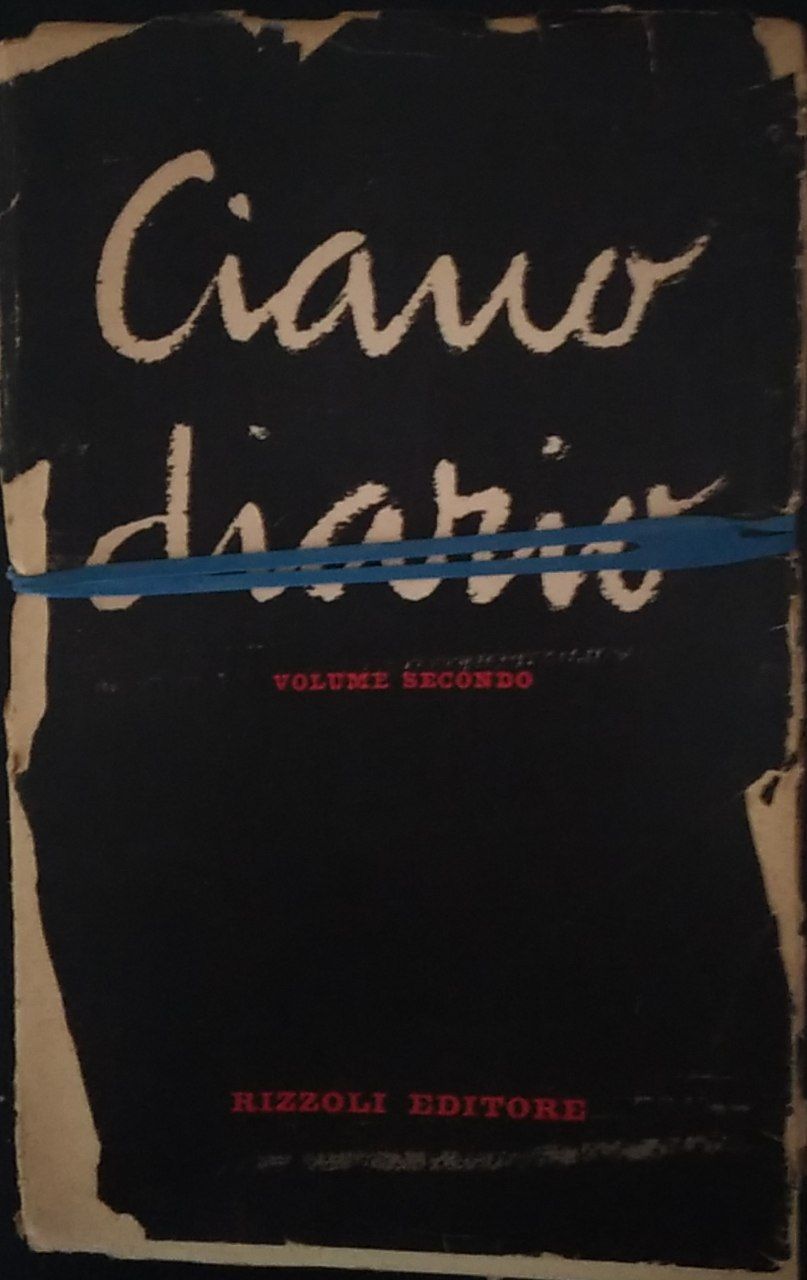 Ciano
diario
VOLUME SECONDO
RIZZOLI EDITORE